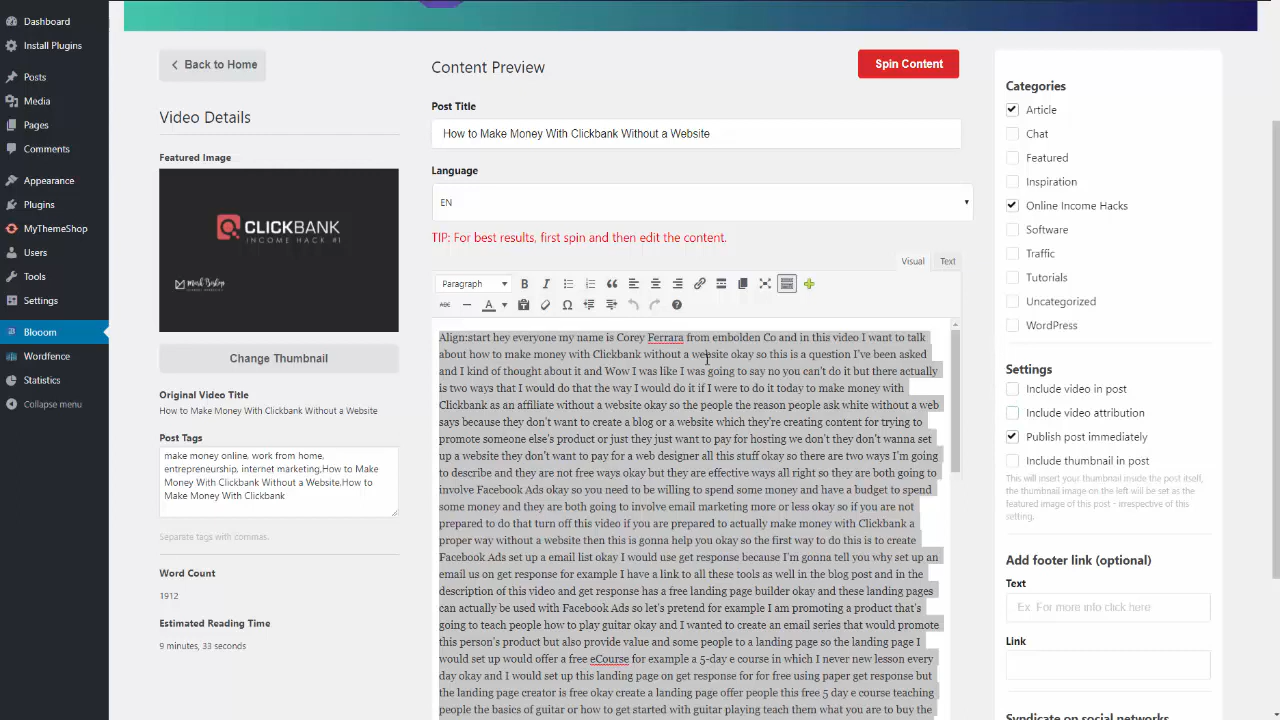 Dashboard
Install Plugins
Posts
Media
Pages
Comments
Appearance
Plugins
MyThemeShop
Users
Tools
Settings
Blooom
Wordfence
Statistics
Collapse menu
Back to Home
Video Details
Featured Image
CLICKBANK
INCOME HACK #1
Mark Bishop
Change Thumbnail
Original Video Title
How to Make Money With Clickbank Without a Website
Post Tags
make money online, work from home,
entrepreneurship, internet marketing,How to Make
Money With Clickbank Without a Website,How to
Make Money With Clickbank
Separate tags with commas.
Word Count
1912
Estimated Reading Time
9 minutes, 33 seconds
Content Preview
Spin Content
Post Title
How to Make Money With Clickbank Without a Website
Language
EN
TIP: For best results, first spin and then edit the content.
Visual Text
Paragraph
Align:start hey everyone my name is Corey Ferrara from embolden Co and in this video I want to talk
about how to make money with Clickbank without a website okay so this is a question I've been asked
and I kind of thought about it and Wow I was like I was going to say no you can't do it but there actually
is two ways that I would do that the way I would do it if I were to do it today to make money with
Clickbank as an affiliate without a website okay so the people the reason people ask white without a web
says because they don't want to create a blog or a website which they're creating content for trying to
promote someone else's product or just they just want to pay for hosting we don't they don't wanna set
up a website they don't want to pay for a web designer all this stuff okay so there are two ways I'm going
to describe and they are not free ways okay but they are effective ways all right so they are both going to
involve Facebook Ads okay so you need to be willing to spend some money and have a budget to spend
some money and they are both going to involve email marketing more or less okay so if you are not
prepared to do that turn off this video if you are prepared to actually make money with Clickbank a
proper way without a website then this is gonna help you okay so the first way to do this is to create
Facebook Ads set up a email list okay I would use get response because I'm gonna tell you why set up an
email us on get response for example I have a link to all these tools as well in the blog post and in the
description of this video and get response has a free landing page builder okay and these landing pages
can actually be used with Facebook Ads so let's pretend for example I am promoting a product that's
going to teach people how to play guitar okay and I wanted to create an email series that would promote
this person's product but also provide value and some people to a landing page so the landing page I
would set up would offer a free eCourse for example a 5-day e course in which I never new lesson every
day okay and I would set up this landing page on get response for for free using paper get response but
the landing page creator is free okay create a landing page offer people this free 5 day e course teaching
people the basics of guitar or how to get started with guitar playing teach them what you are to buy the
Categories
Article
Chat
Featured
Inspiration
Online Income Hacks
Software
Traffic
Tutorials
Uncategorized
WordPress
Settings
Include video in post
Include video attribution
Publish post immediately
Include thumbnail in post
This will insert your thumbnail inside the post itself,
the thumbnail image on the left will be set as the
featured image of this post - irrespective of this
setting.
Add footer link (optional)
Text
Ex. For more info click here
Link
Syndicate on social networks